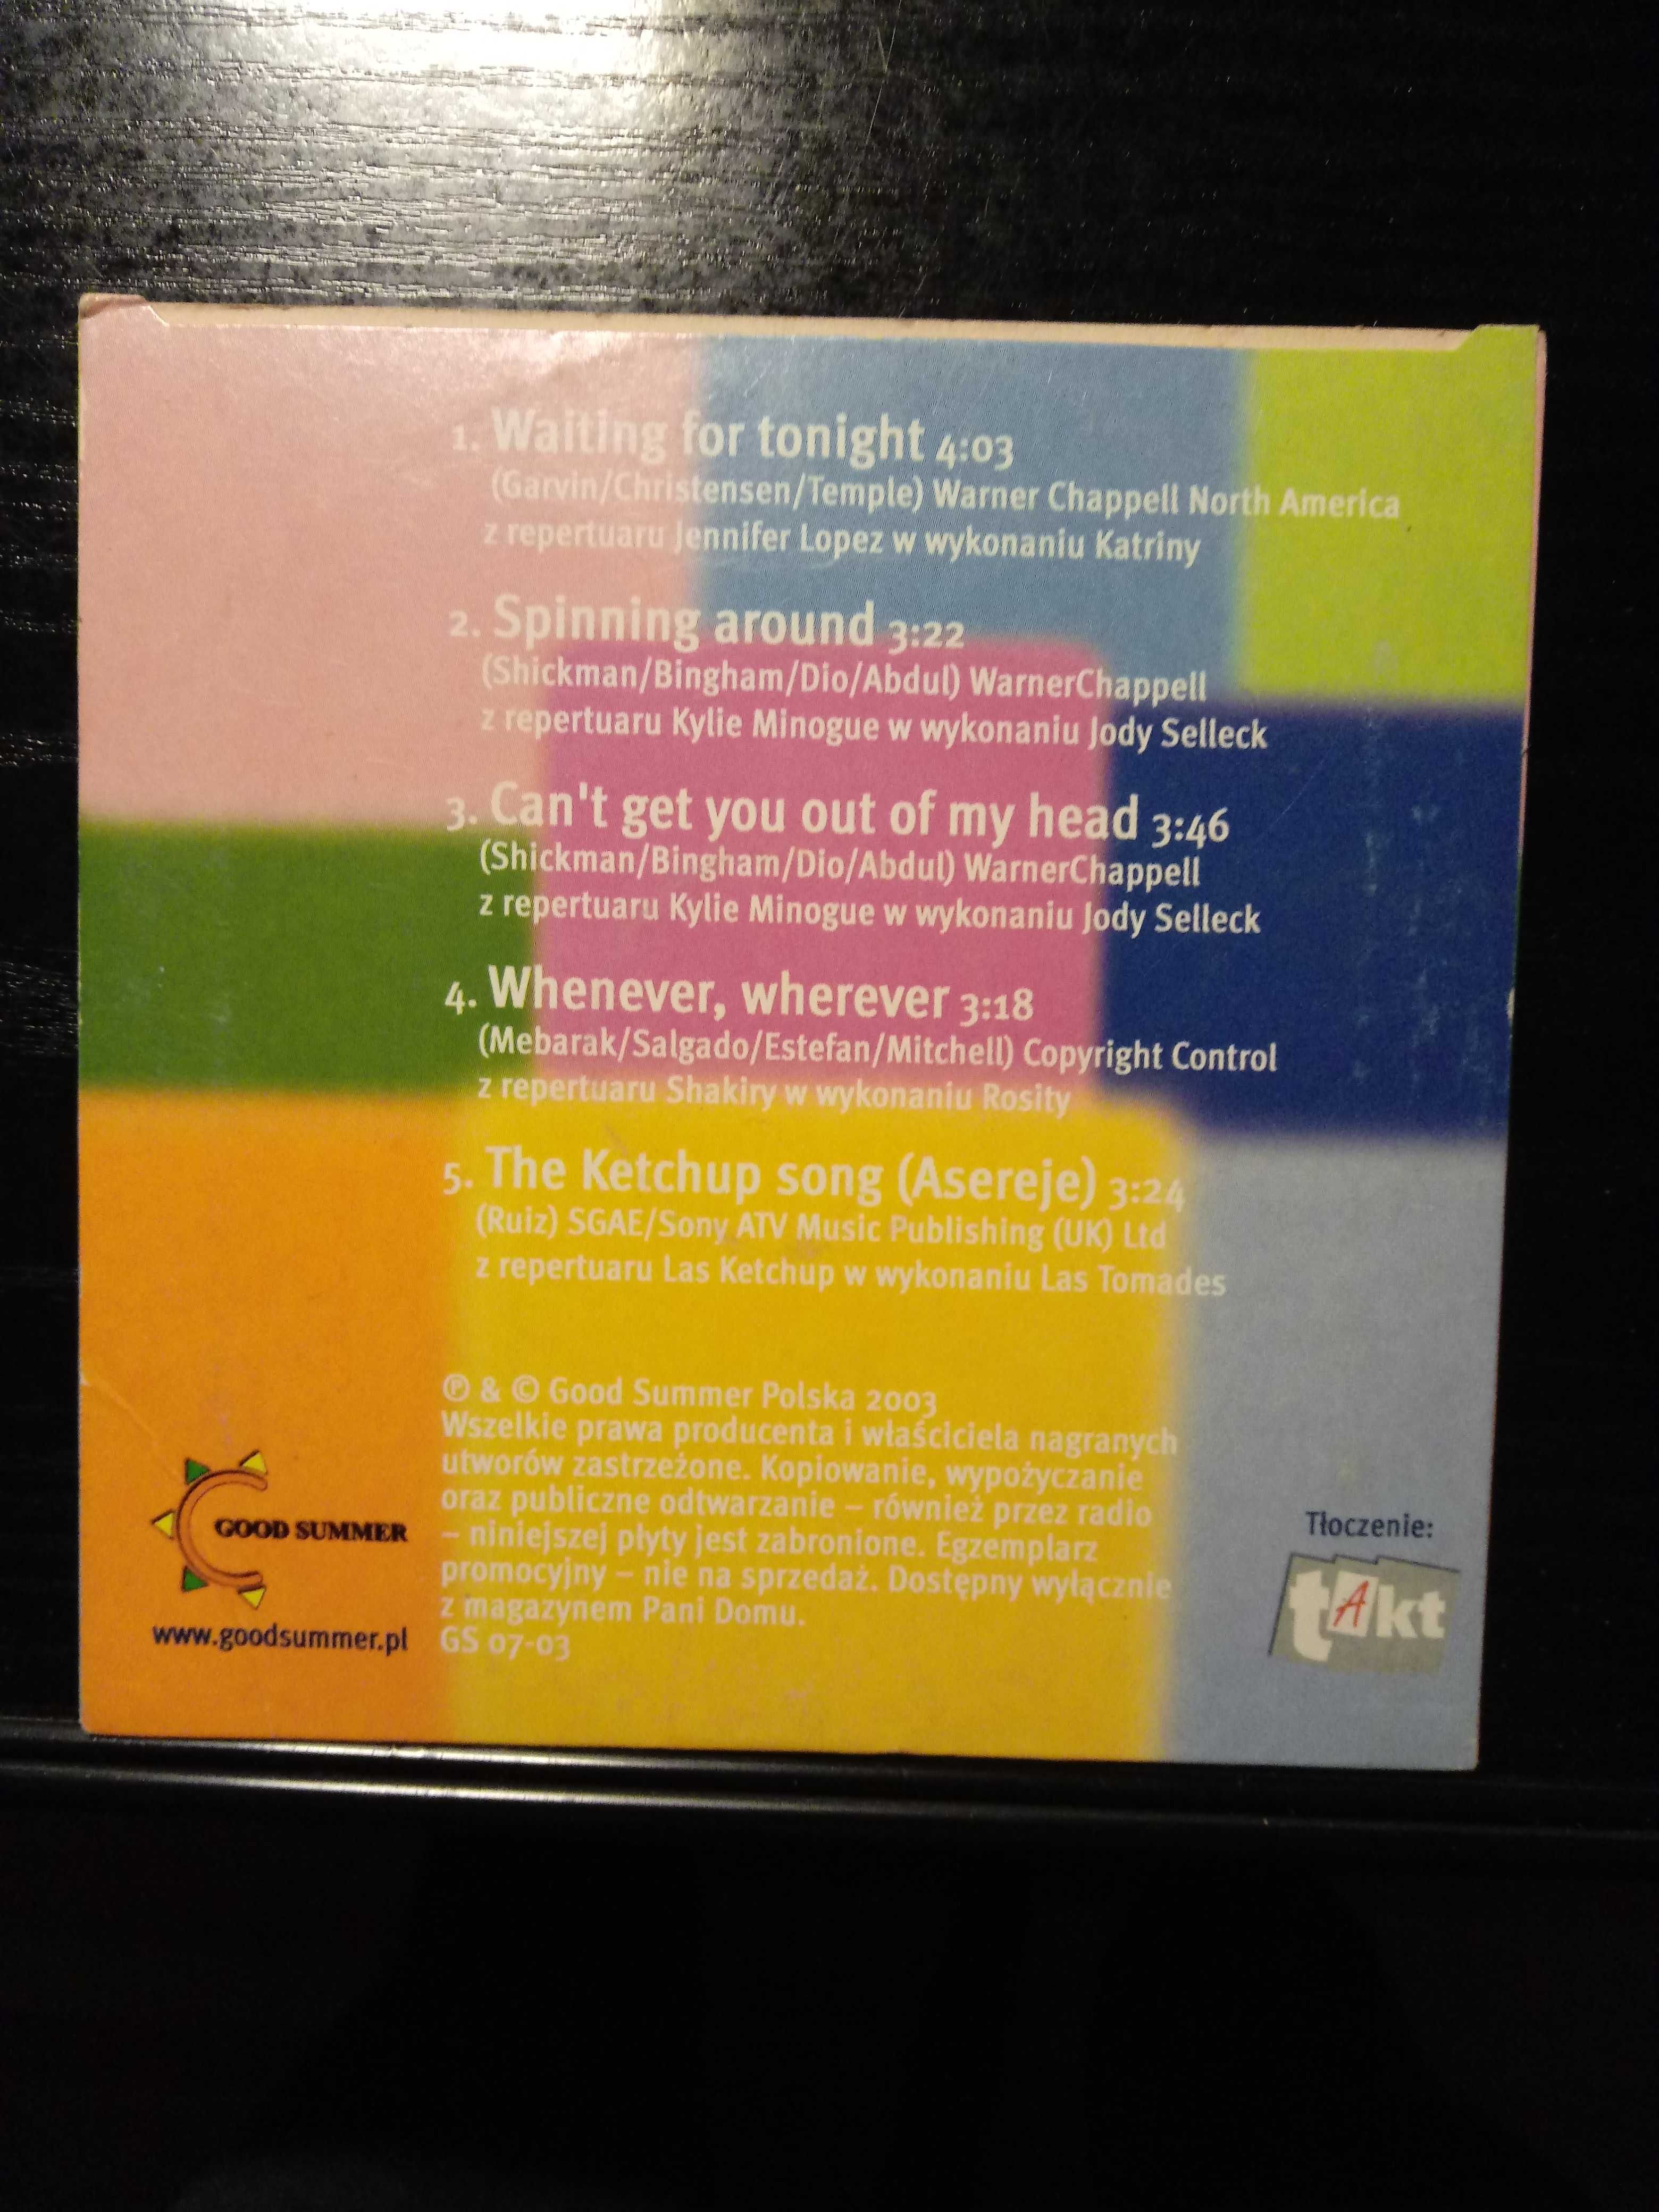 1. Waiting for tonight 4:03
(Garvin/Christensen/Temple) Warner Chappell North America
z repertuaru Jennifer Lopez w wykonaniu Katriny
2. Spinning around 3:22
(Shickman/Bingham/Dio/Abdul) WarnerChappell
z repertuaru Kylie Minogue w wykonaniu Jody Selleck
3. Can't get you out of my head 3:46
(Shickman/Bingham/Dio/Abdul) WarnerChappell
z repertuaru Kylie Minogue w wykonaniu Jody Selleck
4. Whenever, wherever 3:18
(Mebarak/Salgado/Estefan/Mitchell) Copyright Control
z repertuaru Shakiry w wykonaniu Rosity
5. The Ketchup song (Asereje) 3:24
(Ruiz) SGAE/Sony ATV Music Publishing (UK) Ltd
z repertuaru Las Ketchup w wykonaniu Las Tomades
℗ & © Good Summer Polska 2003
Wszelkie prawa producenta i właściciela nagranych
utworów zastrzeżone. Kopiowanie, wypożyczanie
oraz publiczne odtwarzanie – również przez radio
– niniejszej płyty jest zabronione. Egzemplarz
promocyjny – nie na sprzedaż. Dostępny wyłącznie
z magazynem Pani Domu.
GS 07-03
GOOD SUMMER
www.goodsummer.pl
Tłoczenie:
tAkt